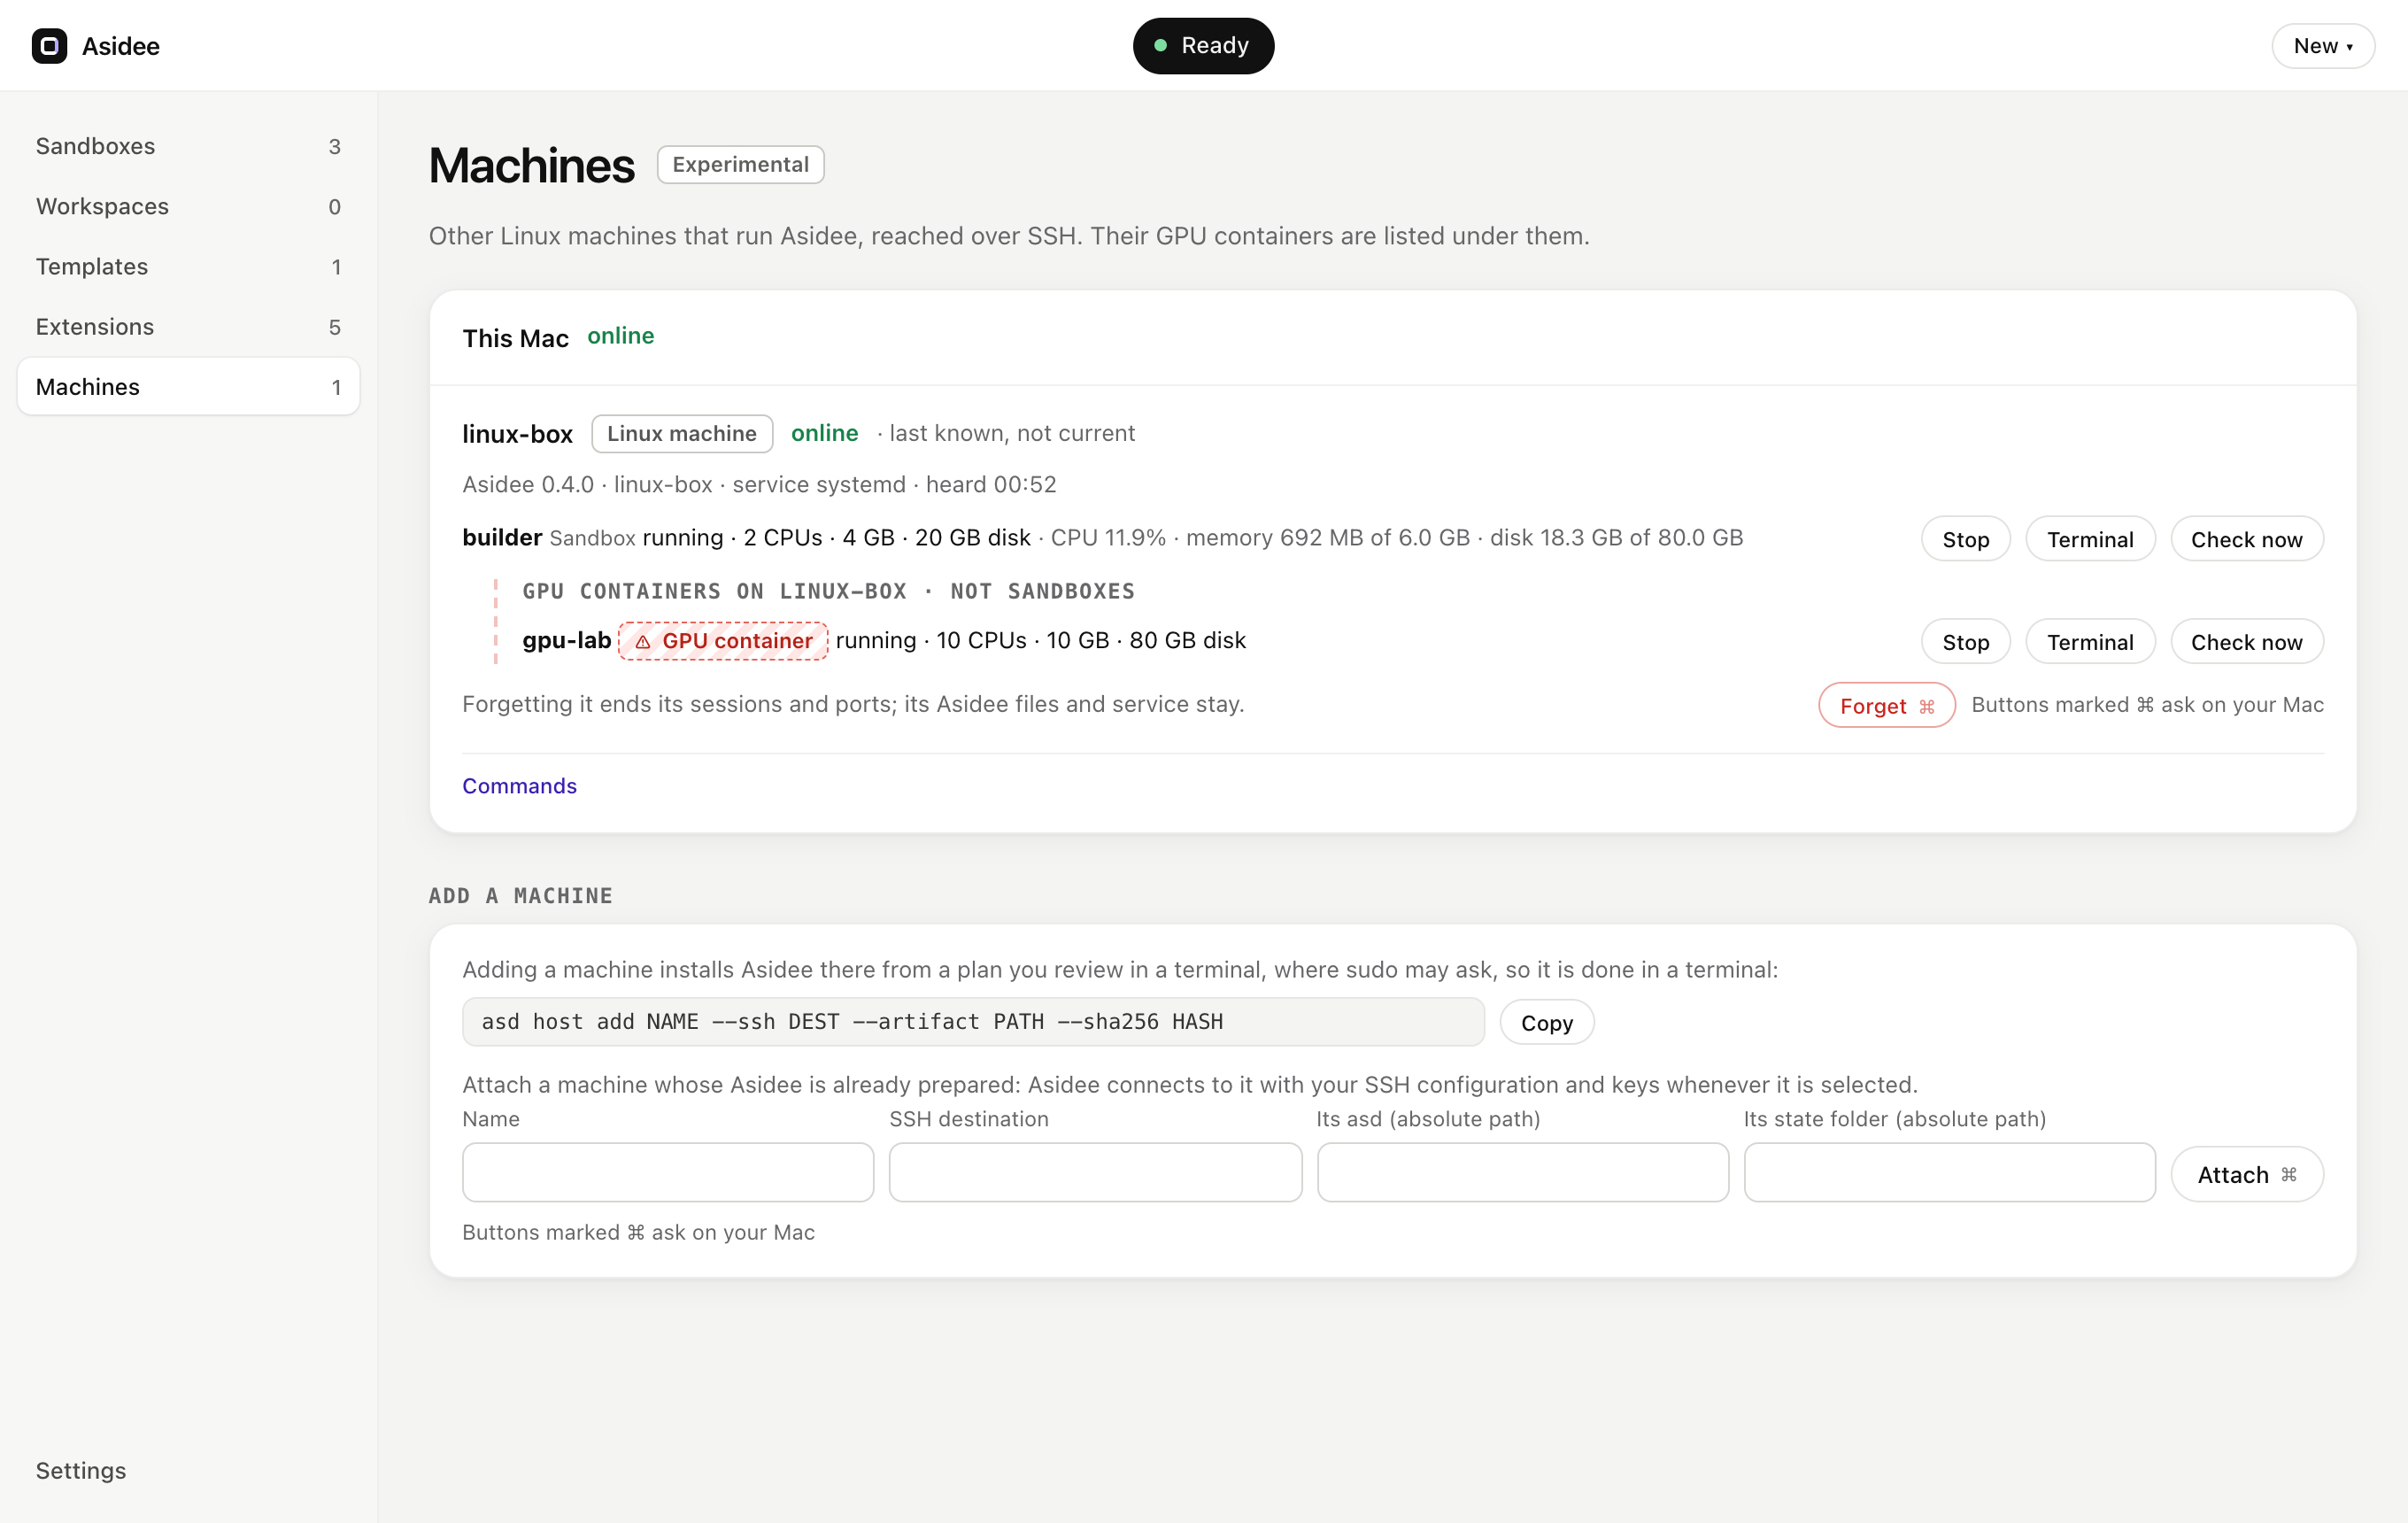 Asidee
Ready
New ▾
Sandboxes 3
Workspaces 0
Templates 1
Extensions 5
Machines 1
Settings
Machines Experimental
Other Linux machines that run Asidee, reached over SSH. Their GPU containers are listed under them.
This Mac online
linux-box Linux machine online · last known, not current
Asidee 0.4.0 · linux-box · service systemd · heard 00:52
builder Sandbox running · 2 CPUs · 4 GB · 20 GB disk · CPU 11.9% · memory 692 MB of 6.0 GB · disk 18.3 GB of 80.0 GB Stop Terminal Check now
GPU CONTAINERS ON LINUX-BOX · NOT SANDBOXES
gpu-lab ⚠ GPU container running · 10 CPUs · 10 GB · 80 GB disk Stop Terminal Check now
Forgetting it ends its sessions and ports; its Asidee files and service stay. Forget ⌘ Buttons marked ⌘ ask on your Mac
Commands
ADD A MACHINE
Adding a machine installs Asidee there from a plan you review in a terminal, where sudo may ask, so it is done in a terminal:
asd host add NAME --ssh DEST --artifact PATH --sha256 HASH Copy
Attach a machine whose Asidee is already prepared: Asidee connects to it with your SSH configuration and keys whenever it is selected.
Name SSH destination Its asd (absolute path) Its state folder (absolute path)
Attach ⌘
Buttons marked ⌘ ask on your Mac